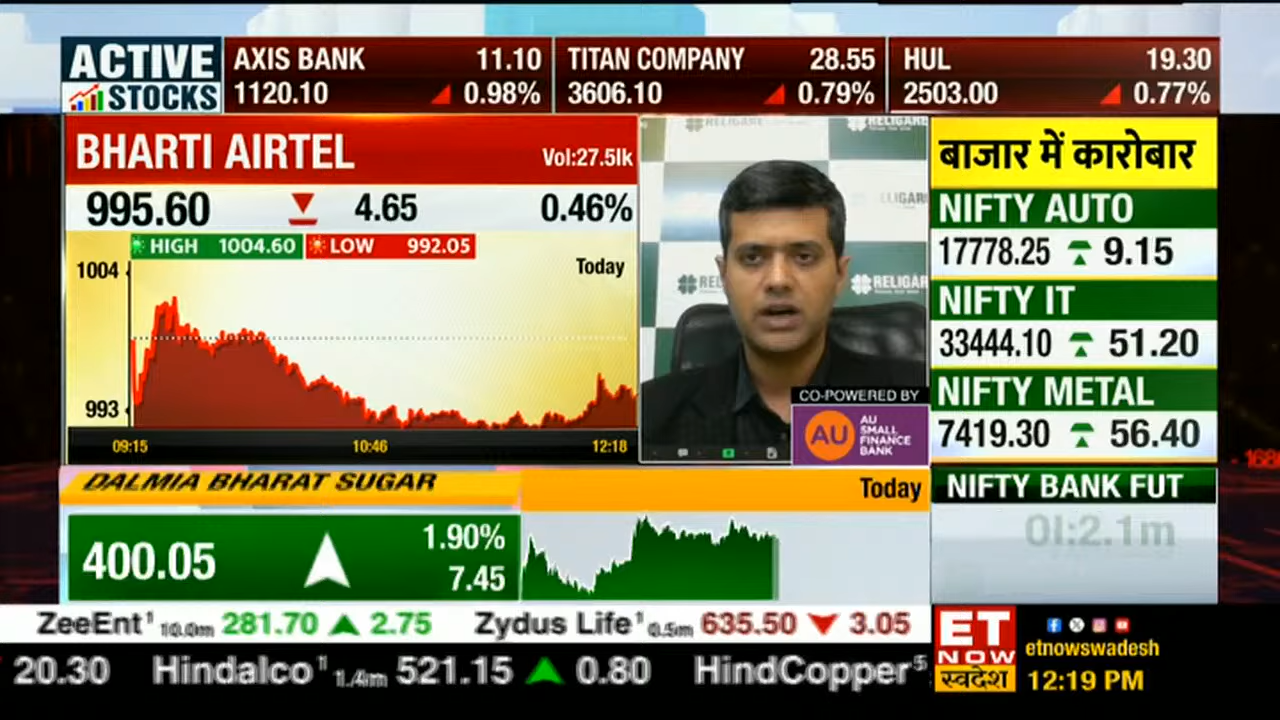 ACTIVE STOCKS
AXIS BANK 11.10
1120.10 0.98%
TITAN COMPANY 28.55
3606.10 0.79%
HUL 19.30
2503.00 0.77%
BHARTI AIRTEL Vol:27.5lk
995.60 4.65 0.46%
HIGH 1004.60 LOW 992.05
1004 Today
993
09:15 10:46 12:18
RELIGARE
RELIGARE
CO-POWERED BY
AU
AU SMALL FINANCE BANK
बाजार में कारोबार
NIFTY AUTO
17778.25 9.15
NIFTY IT
33444.10 51.20
NIFTY METAL
7419.30 56.40
NIFTY BANK FUT
OI:2.1m
DALMIA BHARAT SUGAR Today
400.05 1.90%
7.45
ZeeEnt 10.0m 281.70 2.75 Zydus Life 0.5m 635.50 3.05
20.30 Hindalco 1.4m 521.15 0.80 HindCopper
ET NOW स्वदेश
etnowswadesh
12:19 PM